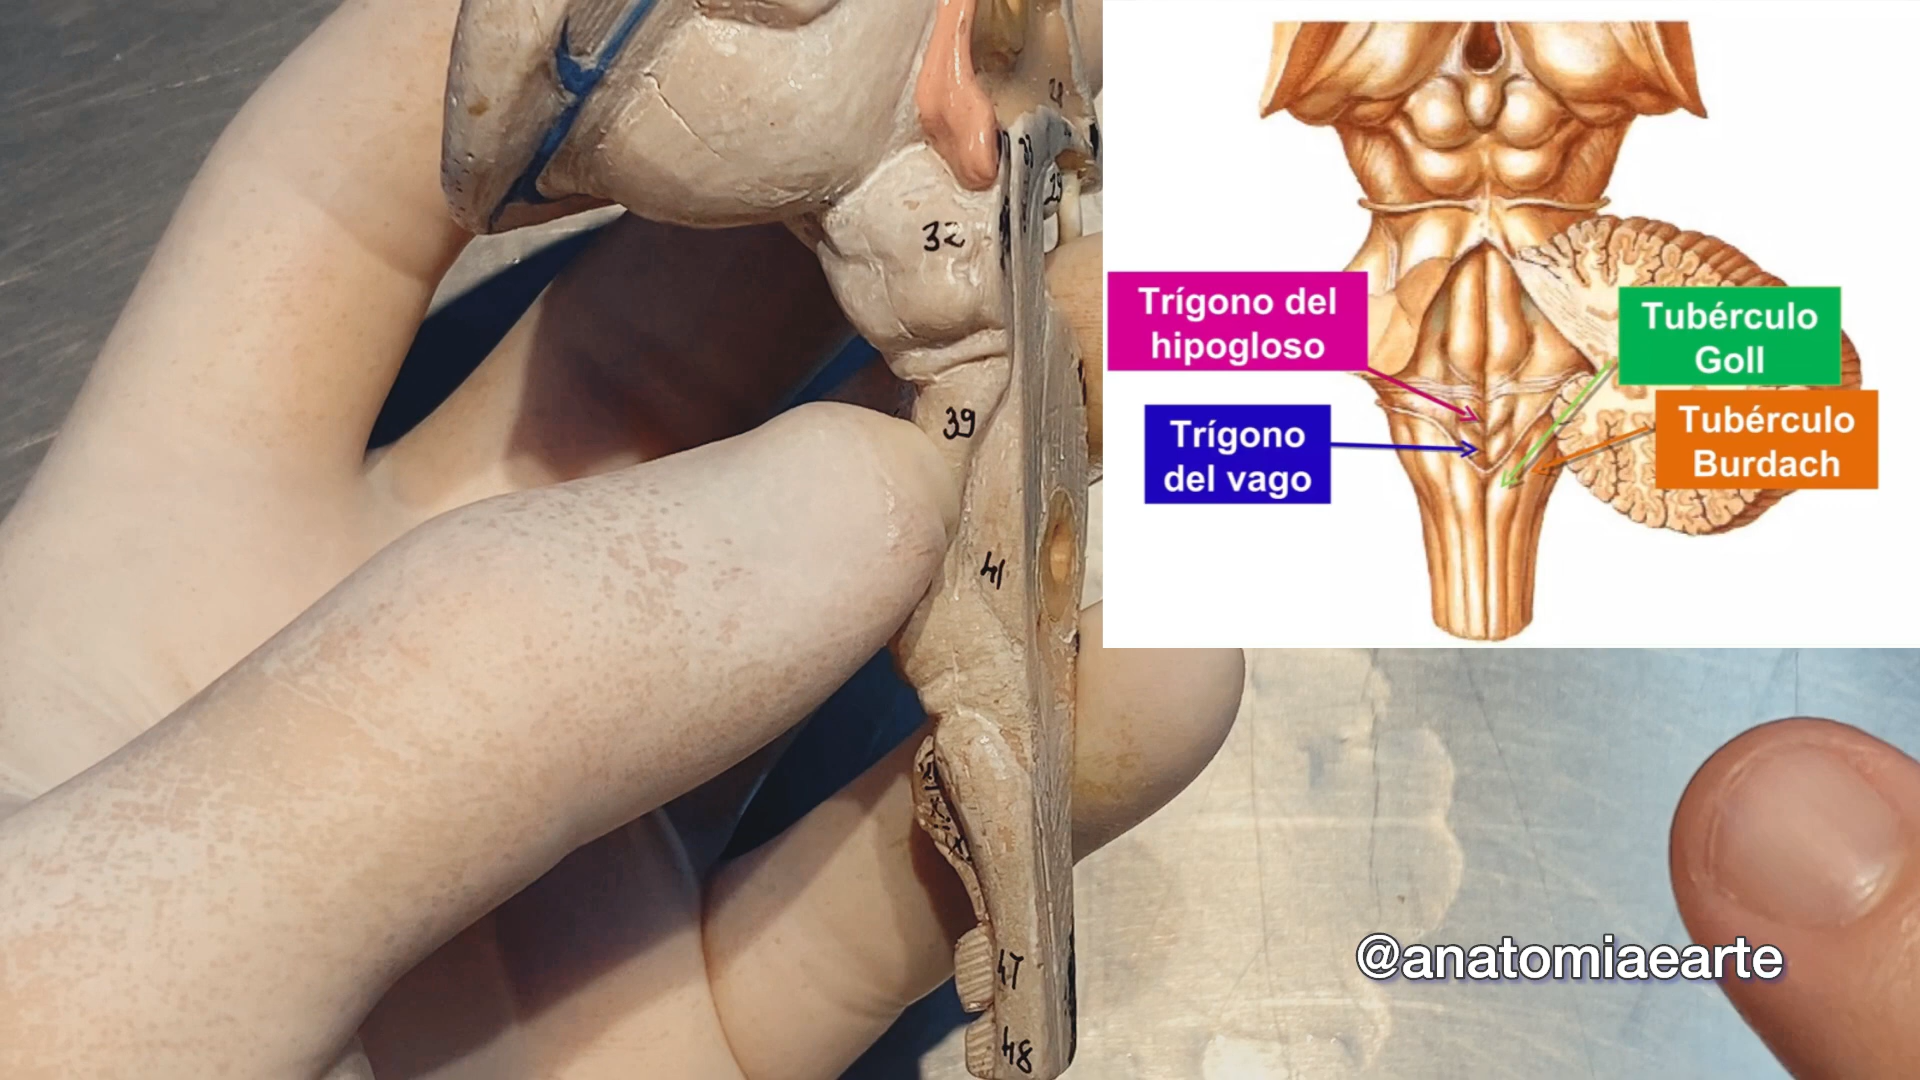 32
39
41
47
48
Trígono del
hipogloso
Trígono
del vago
Tubérculo
Goll
Tubérculo
Burdach
@anatomiaearte